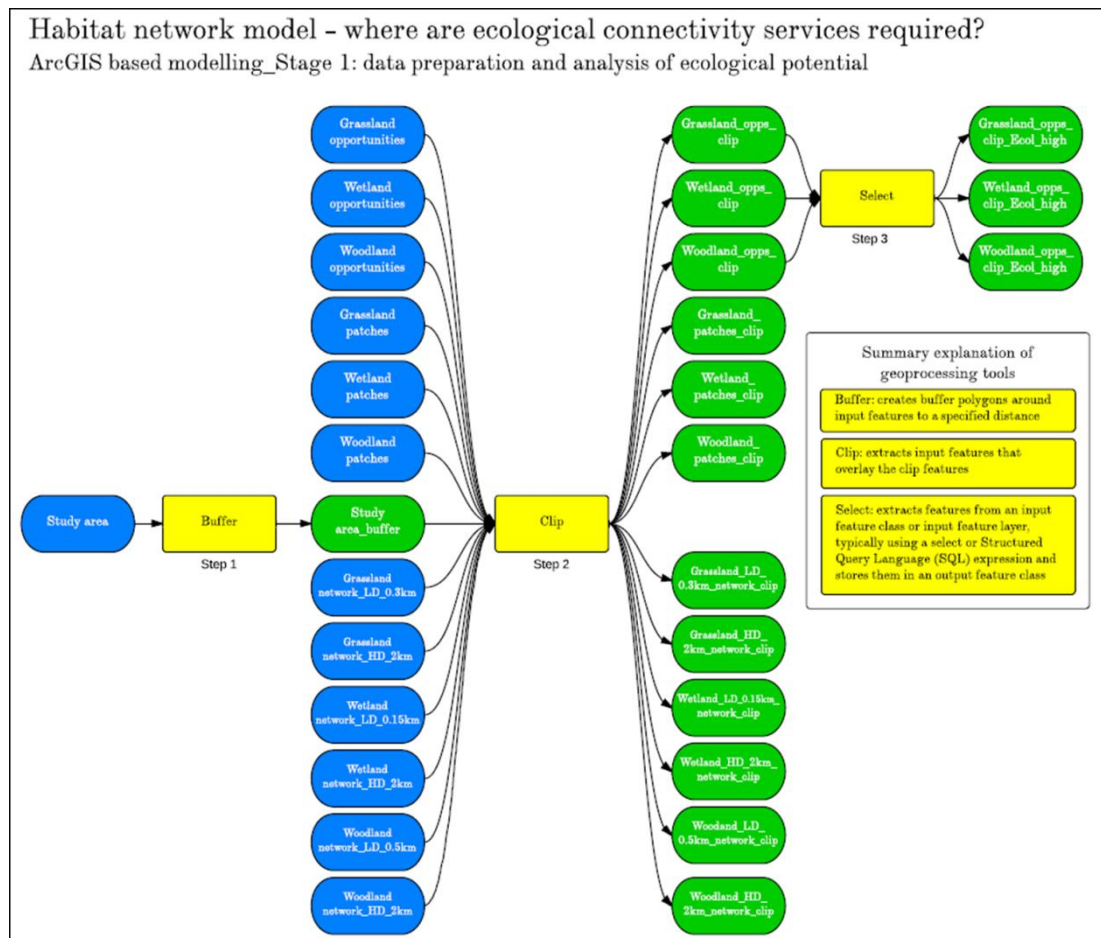 Habitat network model - where are ecological connectivity services required?
ArcGIS based modelling_Stage 1: data preparation and analysis of ecological potential
Grassland
opportunities
Wetland
opportunities
Woodland
opportunities
Grassland
patches
Wetland
patches
Woodland
patches
Study area
Buffer
Step 1
Study
area_buffer
Grassland
network_LD_0.3km
Grassland
network_HD_2km
Wetland
network_LD_0.15km
Wetland
network_HD_2km
Woodland
network_LD_0.5km
Woodland
network_HD_2km
Clip
Step 2
Grassland_opps_
clip
Wetland_opps_
clip
Woodland_opps_
clip
Grassland_
patches_clip
Wetland_
patches_clip
Woodland_
patches_clip
Grassland_LD_
0.3km_network_clip
Grassland_HD_
2km_network_clip
Wetland_LD_0.15km_
network_clip
Wetland_HD_2km_
network_clip
Woodand_LD_
0.5km_network_clip
Woodland_HD_
2km_network_clip
Select
Step 3
Grassland_opps_
clip_Ecol_high
Wetland_opps_
clip_Ecol_high
Woodland_opps_
clip_Ecol_high
Summary explanation of
geoprocessing tools
Buffer: creates buffer polygons around
input features to a specified distance
Clip: extracts input features that
overlay the clip features
Select: extracts features from an input
feature class or input feature layer,
typically using a select or Structured
Query Language (SQL) expression and
stores them in an output feature class